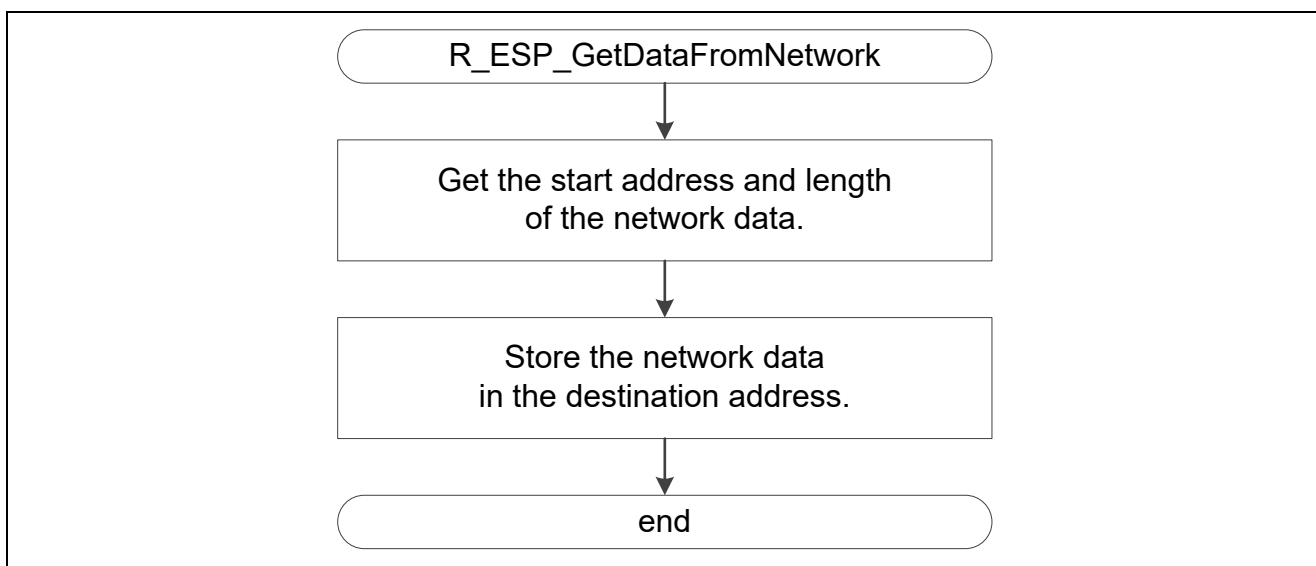 R_ESP_GetDataFromNetwork
Get the start address and length
of the network data.
Store the network data
in the destination address.
end